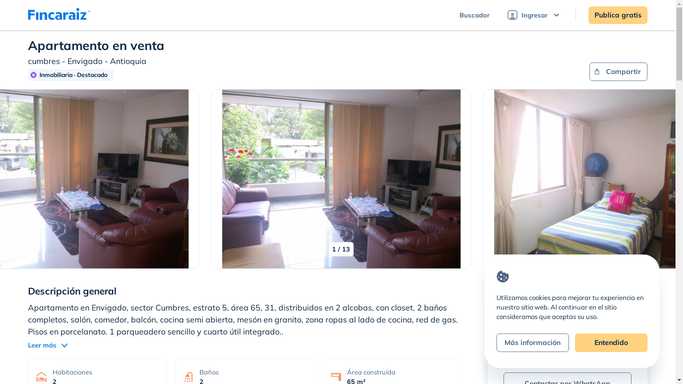 Fincaraiz
Buscador
Ingresar
Publica gratis
Apartamento en venta
cumbres - Envigado - Antioquia
Inmobiliaria - Destacado
Compartir
1 / 13
Descripción general
Apartamento en Envigado, sector Cumbres, estrato 5, área 65, 31, distribuidos en 2 alcobas, con closet, 2 baños
completos, salón, comedor, balcón, cocina semi abierta, mesón en granito, zona ropas al lado de cocina, red de gas.
Pisos en porcelanato. 1 parqueadero sencillo y cuarto útil integrado..
Leer más
Habitaciones
2
Baños
2
Área construida
65 m²
Utilizamos cookies para mejorar tu experiencia en
nuestro sitio web. Al continuar en el sitio
consideramos que aceptas su uso.
Más información
Entendido
Contactar por WhatsApp